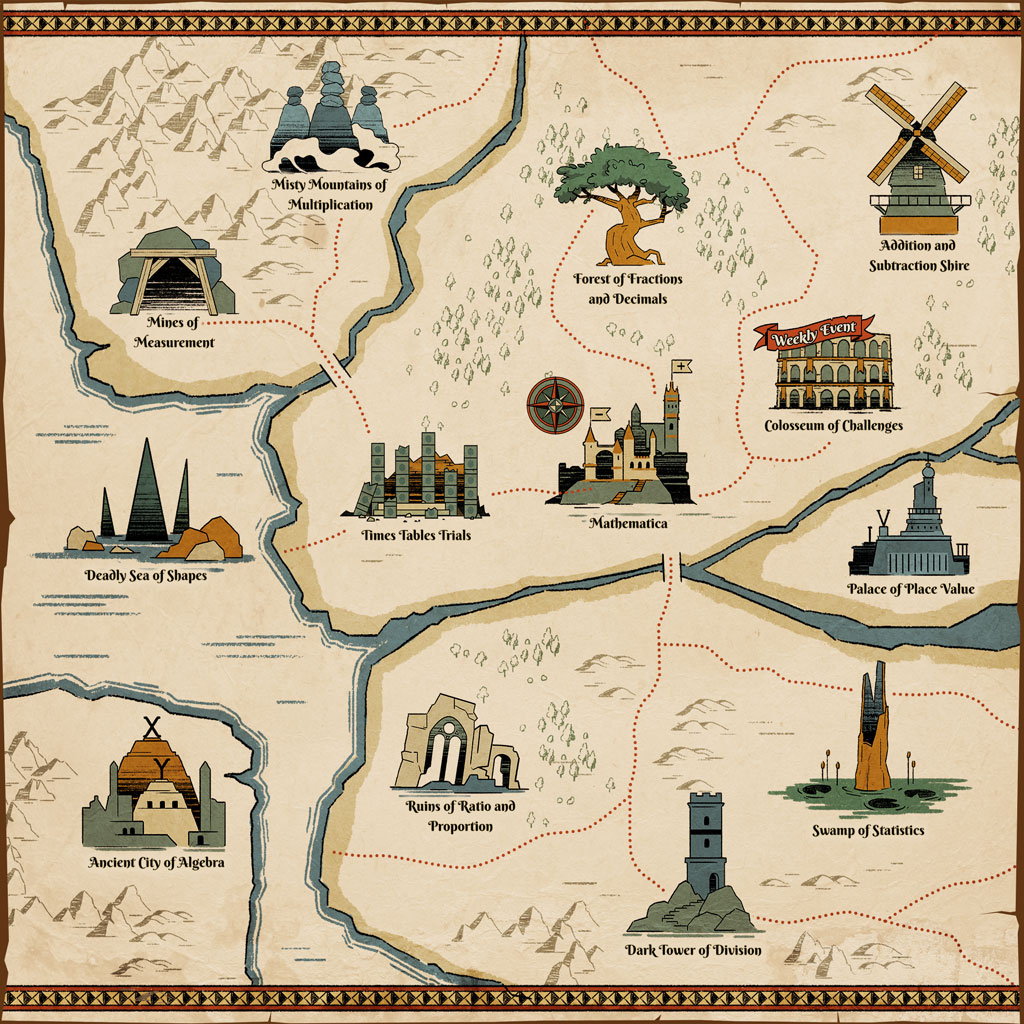 Misty Mountains of
Multiplication
Addition and
Subtraction Shire
Forest of Fractions
and Decimals
Mines of
Measurement
Weekly Event
+
Colosseum of Challenges
−
Times Tables Trials
Mathematica
V
Deadly Sea of Shapes
Palace of Place Value
X
Y
Ruins of Ratio and
Proportion
Swamp of Statistics
Ancient City of Algebra
Dark Tower of Division